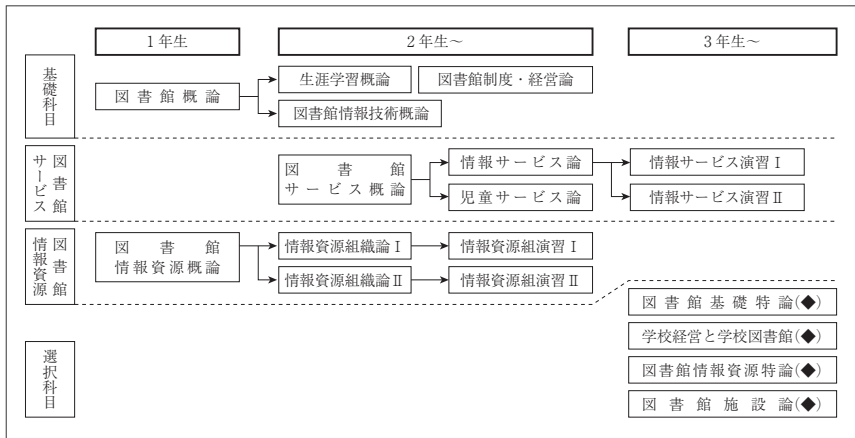 1年生
2年生～
3年生～
基礎科目
図書館概論
生涯学習概論
図書館制度・経営論
図書館情報技術概論
図書館
サービス
図書館
サービス概論
情報サービス論
情報サービス演習Ⅰ
児童サービス論
情報サービス演習Ⅱ
図書館
情報資源
図書館
情報資源概論
情報資源組織論Ⅰ
情報資源組演習Ⅰ
情報資源組織論Ⅱ
情報資源組演習Ⅱ
選択科目
図書館基礎特論(◆)
学校経営と学校図書館(◆)
図書館情報資源特論(◆)
図書館施設論(◆)